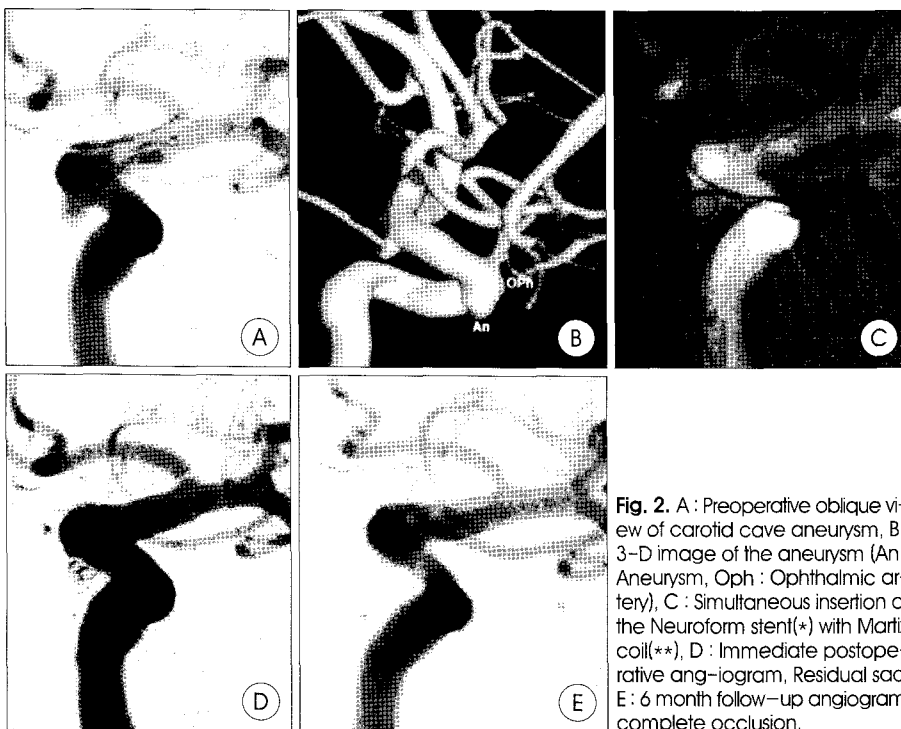 A
OPh
An
B
C
D
E
Fig. 2. A : Preoperative oblique vi-
ew of carotid cave aneurysm, B
3-D image of the aneurysm (An
Aneurysm, Oph : Ophthalmic ar-
tery), C : Simultaneous insertion o
the Neuroform stent(*) with Marti
coil(**), D : Immediate postope-
rative ang-iogram, Residual sac
E : 6 month follow-up angiogram
complete occlusion.